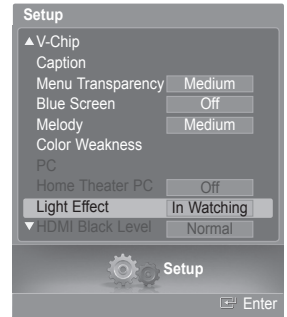 Setup
▲ V-Chip
Caption
Menu Transparency Medium
Blue Screen Off
Melody Medium
Color Weakness
PC
Home Theater PC Off
Light Effect In Watching
▼ HDMI Black Level Normal
Setup
Enter